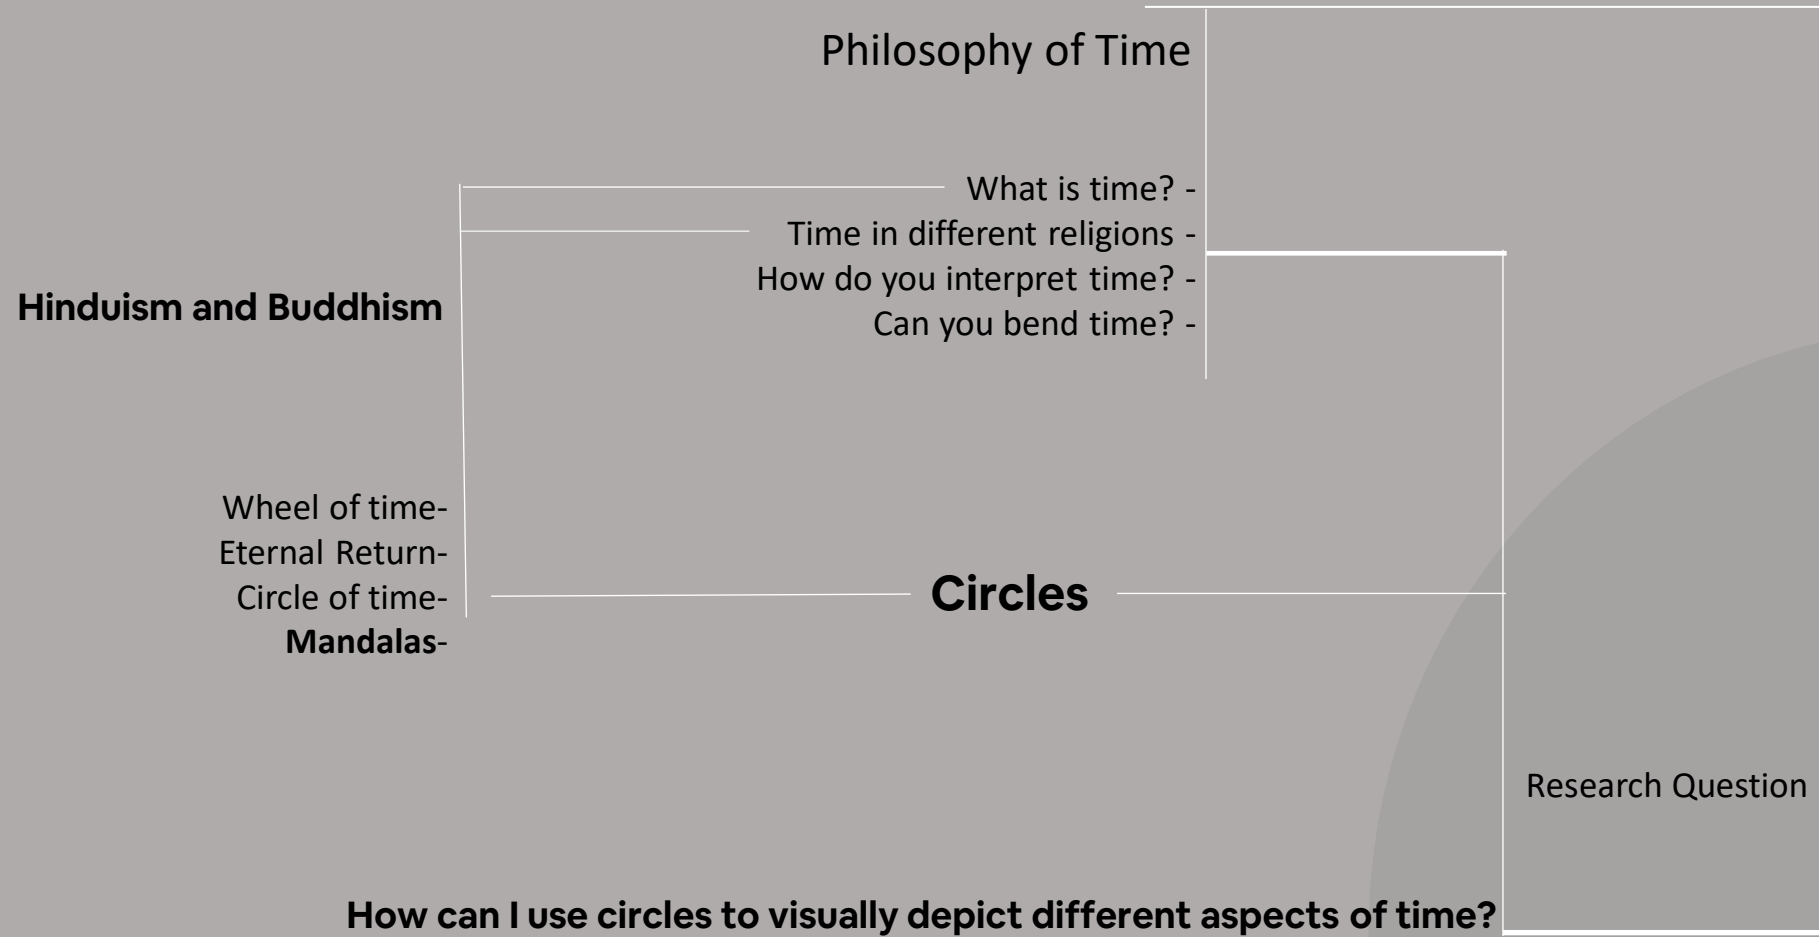 Philosophy of Time
What is time? -
Time in different religions -
How do you interpret time? -
Can you bend time? -
Hinduism and Buddhism
Wheel of time-
Eternal Return-
Circle of time-
Mandalas-
Circles
Research Question
How can I use circles to visually depict different aspects of time?